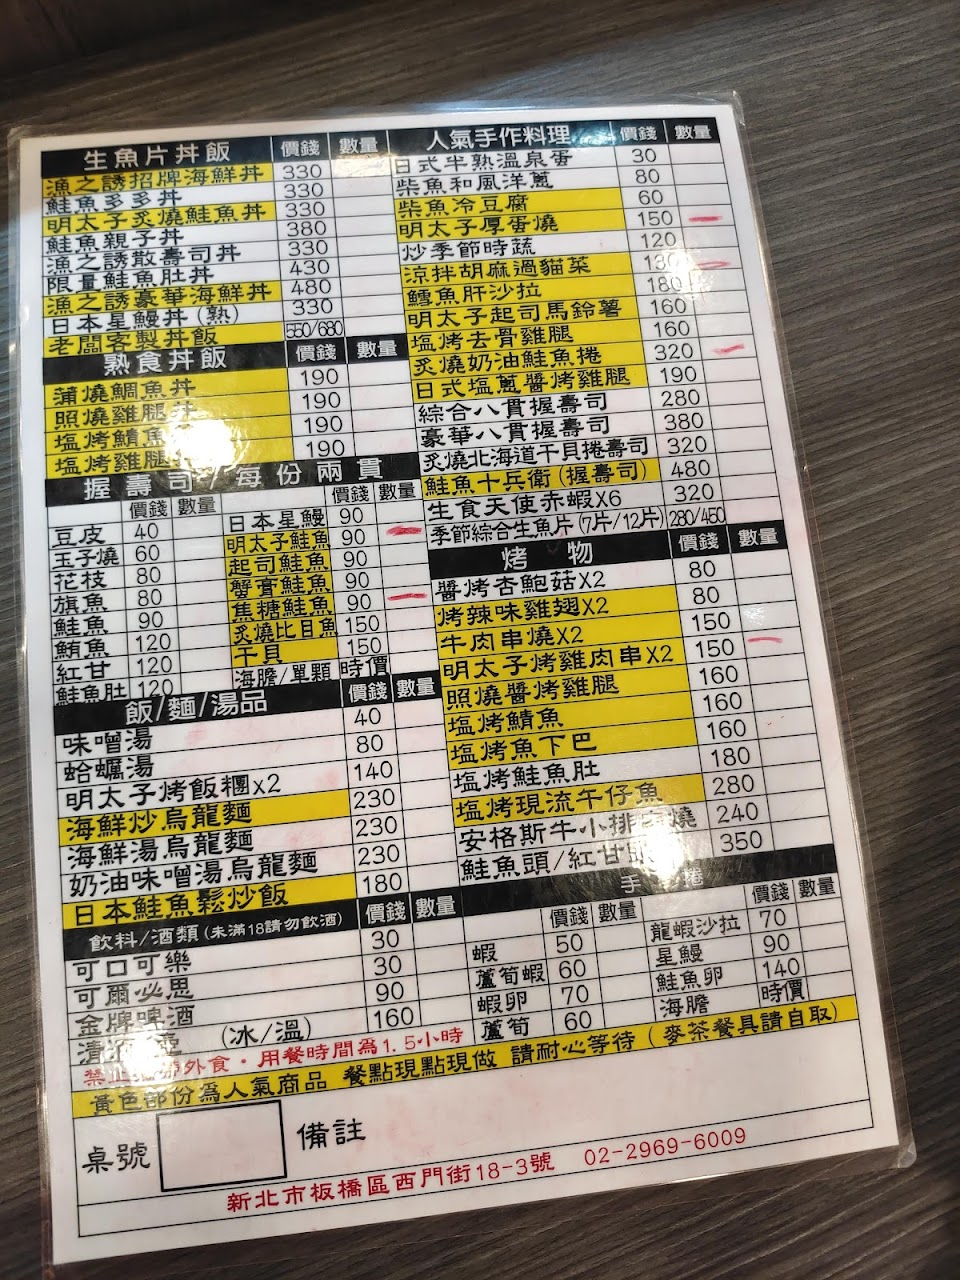 生魚片丼飯 價錢 數量
漁之誘招牌海鮮丼 330
鮭魚多多丼 330
明太子炙燒鮭魚丼 330
鮭魚親子丼 380
漁之誘散壽司丼 330
限量鮭魚肚丼 430
漁之誘豪華海鮮丼 480
日本星鰻丼(熟) 330
老闆客製丼飯 550/680
熟食丼飯 價錢 數量
蒲燒鯛魚丼 190
照燒雞腿丼 190
塩烤鯖魚 190
塩烤雞腿 190
握壽司/每份兩貫
價錢 數量 價錢 數量
豆皮 40 日本星鰻 90
玉子燒 60 明太子鮭魚 90
花枝 80 起司鮭魚 90
旗魚 80 蟹膏鮭魚 90
鮭魚 90 焦糖鮭魚 90
鮪魚 120 炙燒比目魚 150
紅甘 120 干貝 150
鮭魚肚 120 海膽/單顆 時價
飯/麵/湯品 價錢 數量
味噌湯 40
蛤蠣湯 80
明太子烤飯糰x2 140
海鮮炒烏龍麵 230
海鮮湯烏龍麵 230
奶油味噌湯烏龍麵 230
日本鮭魚鬆炒飯 180
飲料/酒類(未滿18請勿飲酒) 價錢 數量
可口可樂 30
可爾必思 30
金牌啤酒 90
清酒 (冰/溫) 160
人氣手作料理 價錢 數量
日式半熟溫泉蛋 30
柴魚和風洋蔥 80
柴魚冷豆腐 60
明太子厚蛋燒 150
炒季節時蔬 120
涼拌胡麻過貓菜 130
鱈魚肝沙拉 180
明太子起司馬鈴薯 160
塩烤去骨雞腿 160
炙燒奶油鮭魚捲 320
日式塩蔥醬烤雞腿 190
綜合八貫握壽司 280
豪華八貫握壽司 380
炙燒北海道干貝捲壽司 320
鮭魚十兵衛(握壽司) 480
生食天使赤蝦X6 320
季節綜合生魚片(7片/12片) 280/450
烤物 價錢 數量
醬烤杏鮑菇X2 80
烤辣味雞翅X2 80
牛肉串燒X2 150
明太子烤雞肉串X2 150
照燒醬烤雞腿 160
塩烤鯖魚 160
塩烤魚下巴 160
塩烤鮭魚肚 180
塩烤現流午仔魚 280
安格斯牛小排 燒 240
鮭魚頭/紅甘頭 350
手 捲
價錢 數量 價錢 數量
蝦 50 龍蝦沙拉 70
蘆筍蝦 60 星鰻 90
蝦卵 70 鮭魚卵 140
蘆筍 60 海膽 時價
禁止 外食・用餐時間為1.5小時
黃色部份為人氣商品 餐點現點現做 請耐心等待(麥茶餐具請自取)
桌號 備註
新北市板橋區西門街18-3號 02-2969-6009